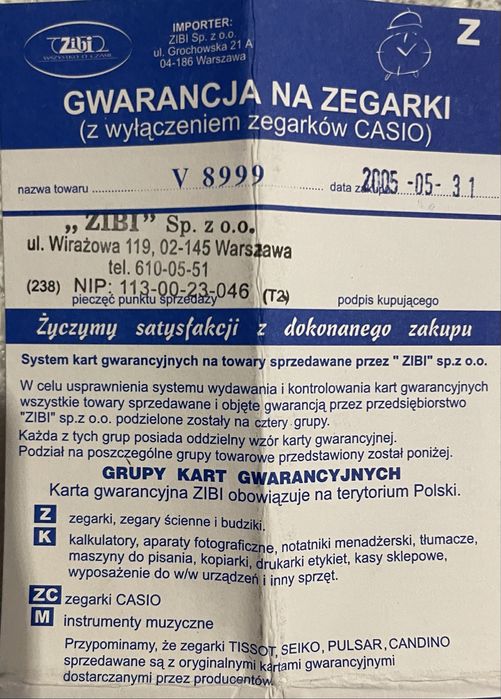 Zibi
WSZYSTKO O CZASIE
IMPORTER:
ZIBI Sp. z o.o.
ul. Grochowska 21 A
04-186 Warszawa
Z
GWARANCJA NA ZEGARKI
(z wyłączeniem zegarków CASIO)
nazwa towaru V 8999 data zakupu 2005 -05- 31
„ZIBI” Sp. z o.o.
ul. Wirażowa 119, 02-145 Warszawa
tel. 610-05-51
(238) NIP: 113-00-23-046 (T2)
pieczęć punktu sprzedaży podpis kupującego
Życzymy satysfakcji z dokonanego zakupu
System kart gwarancyjnych na towary sprzedawane przez " ZIBI" sp.z o.o.
W celu usprawnienia systemu wydawania i kontrolowania kart gwarancyjnych
wszystkie towary sprzedawane i objęte gwarancją przez przedsiębiorstwo
"ZIBI" sp.z o.o. podzielone zostały na cztery grupy.
Każda z tych grup posiada oddzielny wzór karty gwarancyjnej.
Podział na poszczególne grupy towarowe przedstawiony został poniżej.
GRUPY KART GWARANCYJNYCH
Karta gwarancyjna ZIBI obowiązuje na terytorium Polski.
Z zegarki, zegary ścienne i budziki.
K kalkulatory, aparaty fotograficzne, notatniki menadżerski, tłumacze,
maszyny do pisania, kopiarki, drukarki etykiet, kasy sklepowe,
wyposażenie do w/w urządzeń i inny sprzęt.
ZC zegarki CASIO
M instrumenty muzyczne
Przypominamy, że zegarki TISSOT, SEIKO, PULSAR, CANDINO
sprzedawane są z oryginalnymi kartami gwarancyjnymi
dostarczanymi przez producentów.